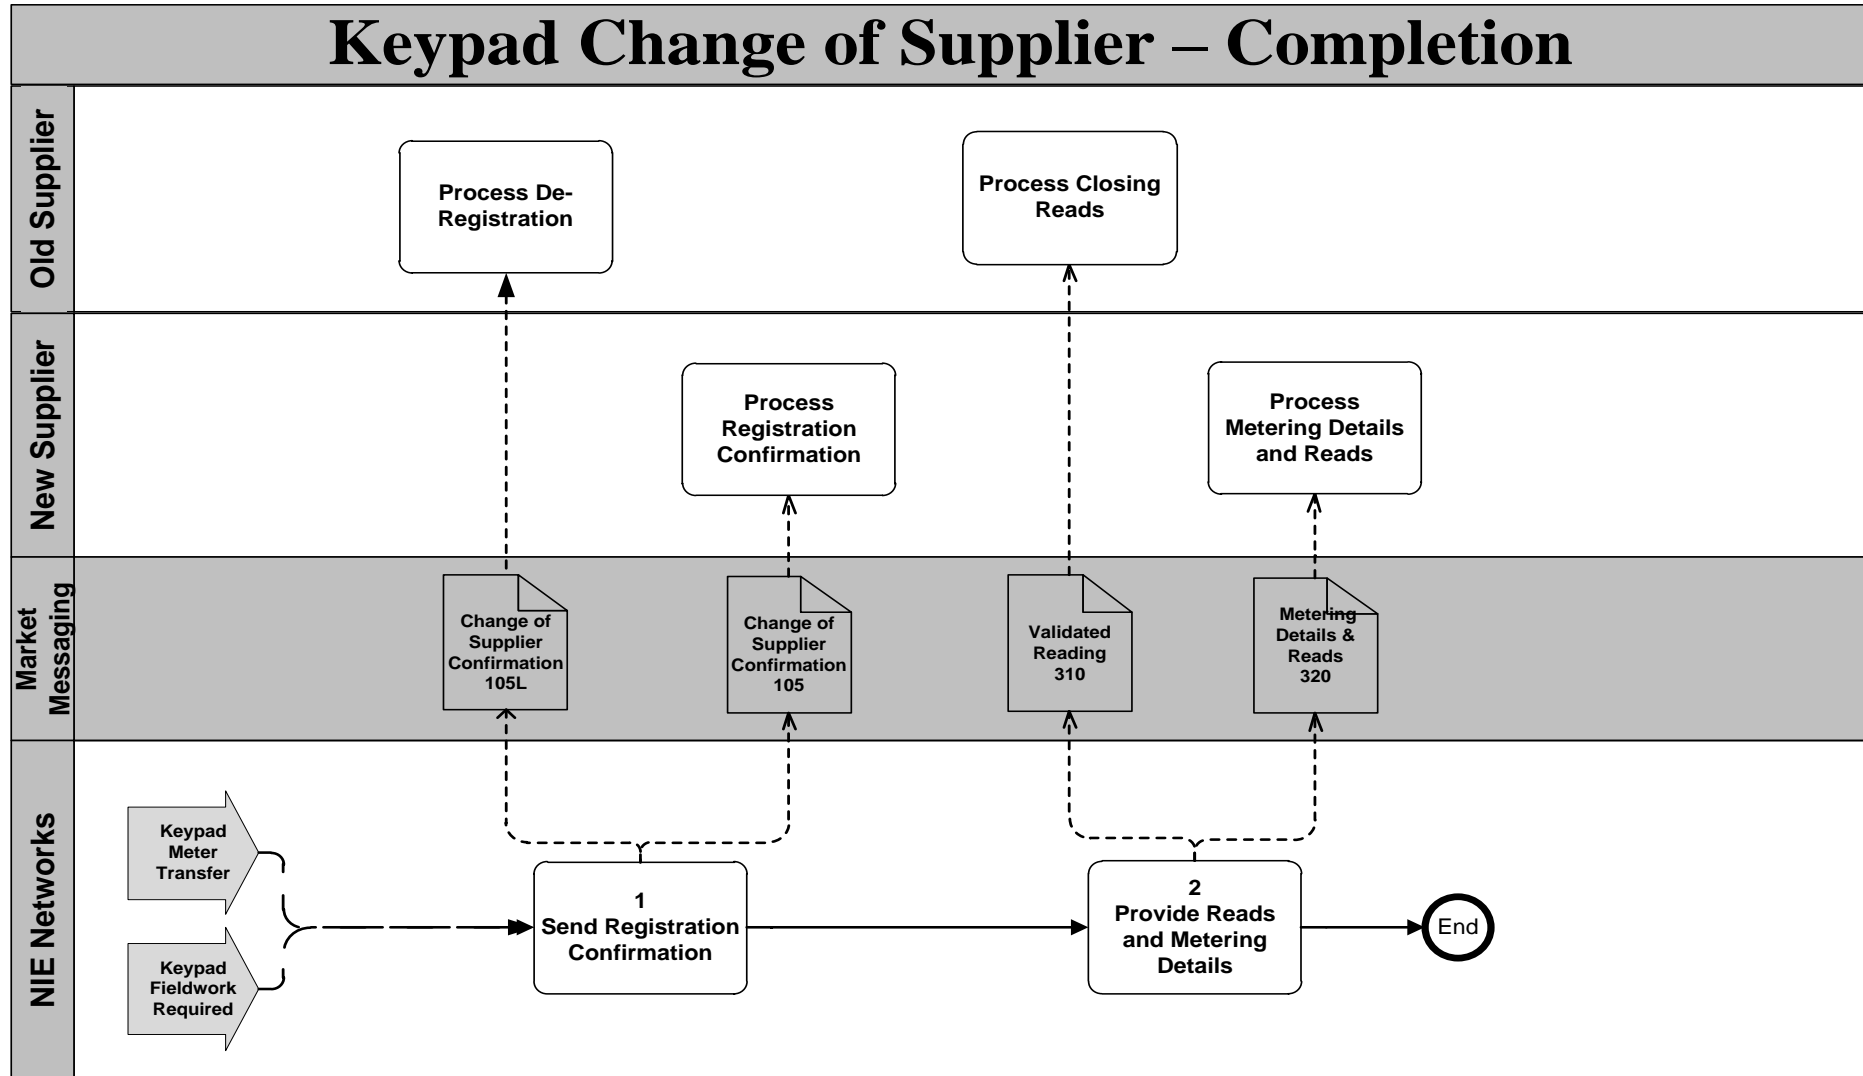 Keypad Change of Supplier – Completion
Old Supplier
Process De-
Registration
Process Closing
Reads
New Supplier
Process
Registration
Confirmation
Process
Metering Details
and Reads
Market
Messaging
Change of
Supplier
Confirmation
105L
Change of
Supplier
Confirmation
105
Validated
Reading
310
Metering
Details &
Reads
320
NIE Networks
Keypad
Meter
Transfer
Keypad
Fieldwork
Required
1
Send Registration
Confirmation
2
Provide Reads
and Metering
Details
End